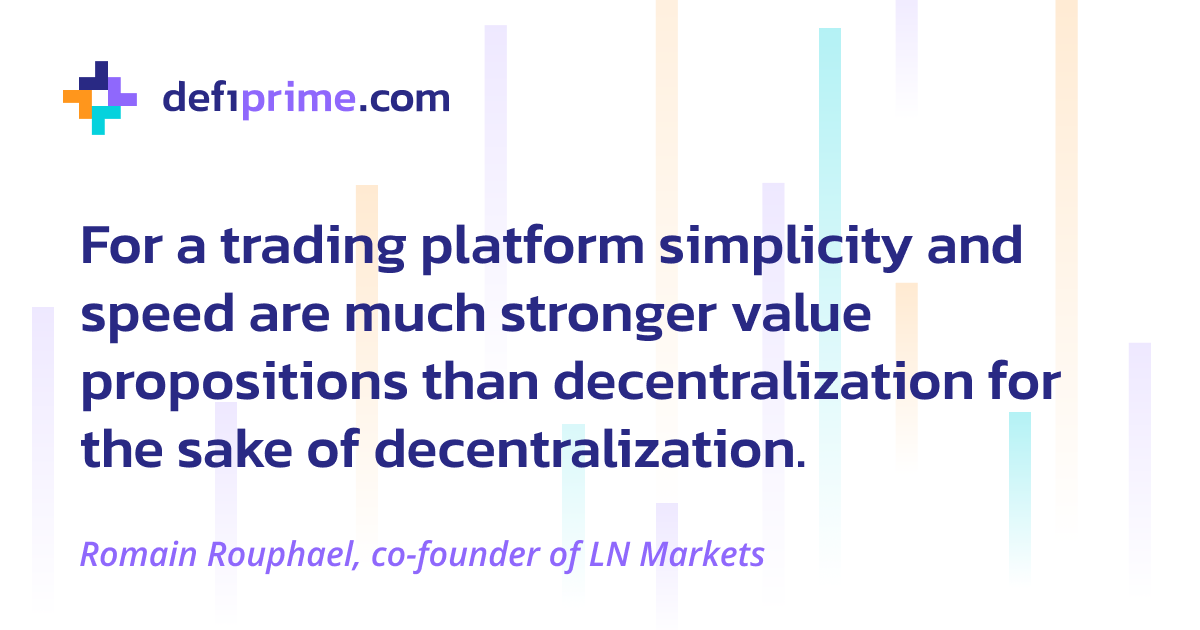 defiprime.com
For a trading platform simplicity and
speed are much stronger value
propositions than decentralization for
the sake of decentralization.
Romain Rouphael, co-founder of LN Markets